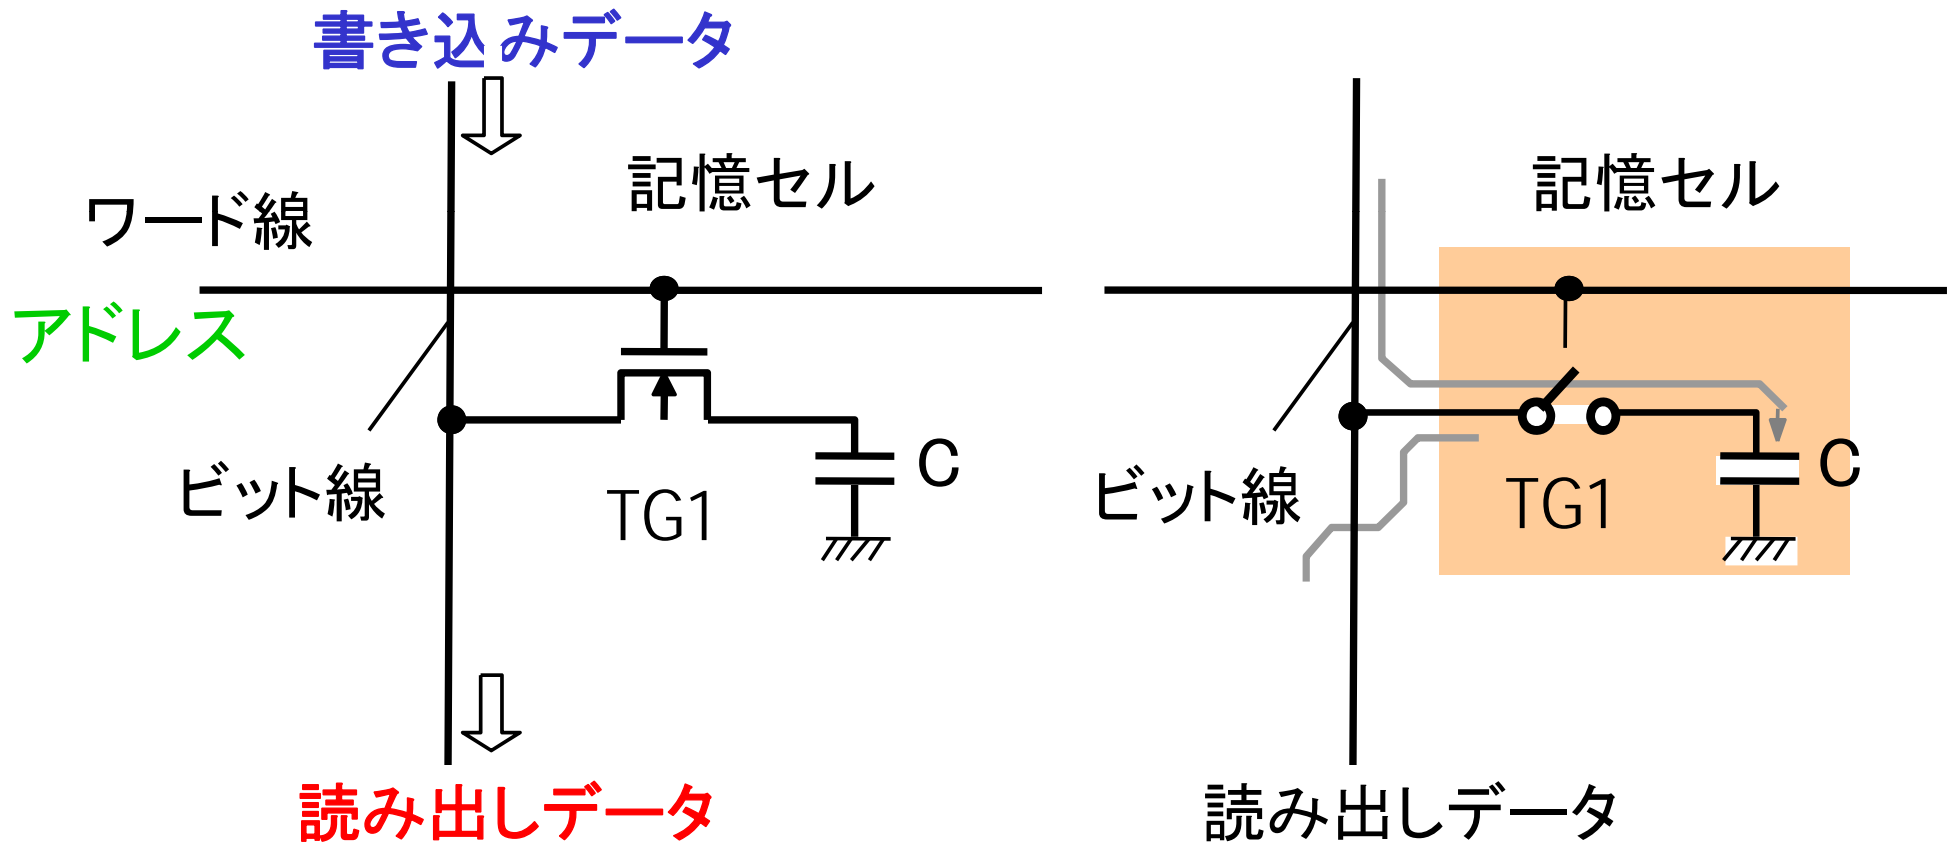 書き込みデータ
記憶セル
ワード線
アドレス
ビット線
TG1
C
読み出しデータ
記憶セル
ビット線
TG1
C
読み出しデータ